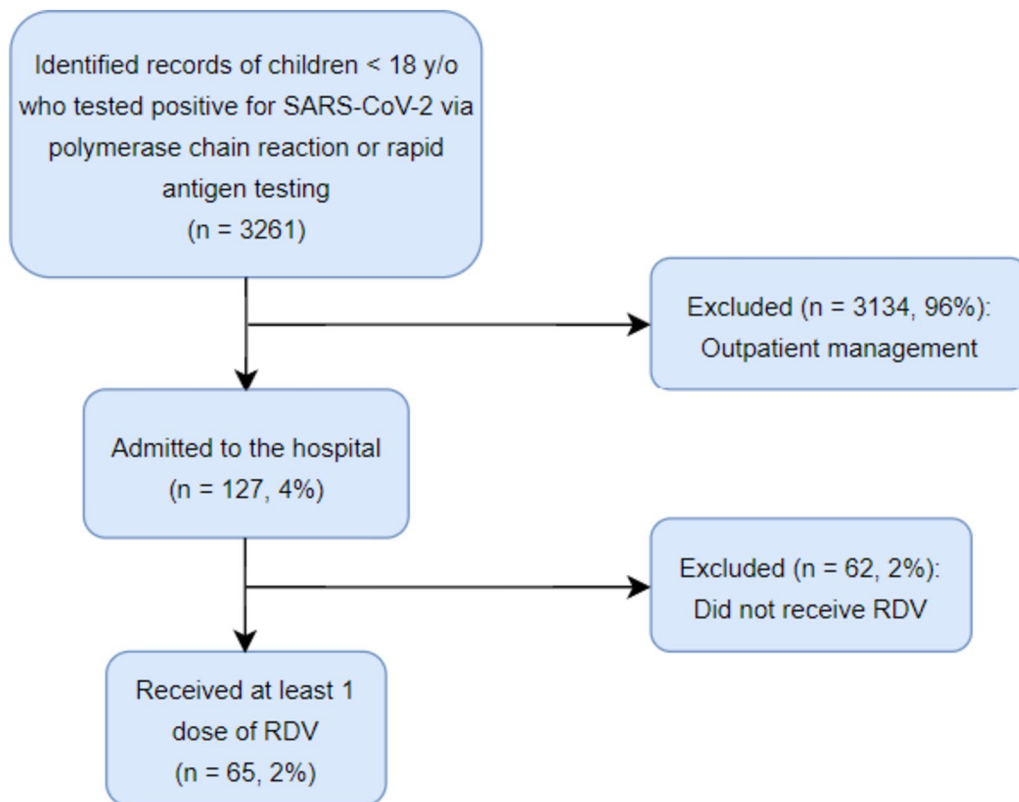 Identified records of children < 18 y/o
who tested positive for SARS-CoV-2 via
polymerase chain reaction or rapid
antigen testing
(n = 3261)
Excluded (n = 3134, 96%):
Outpatient management
Admitted to the hospital
(n = 127, 4%)
Excluded (n = 62, 2%):
Did not receive RDV
Received at least 1
dose of RDV
(n = 65, 2%)